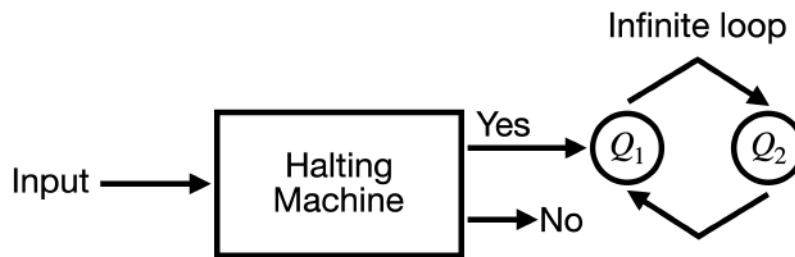 Infinite loop
Yes
Q₁
Q₂
Input
Halting
Machine
No